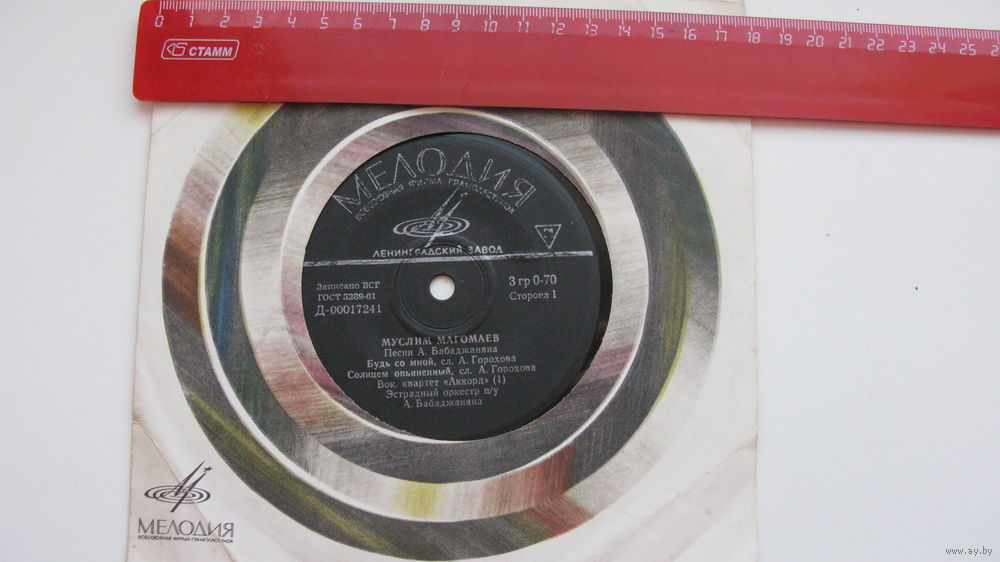 0 1 2 3 4 5 6 7 8 9 10 11 12 13 14 15 16 17 18 19 20 21 22 23 24 25
СТАММ
МЕЛОДИЯ
ВСЕСОЮЗНАЯ ФИРМА ГРАМПЛАСТИНОК
ЛЕНИНГРАДСКИЙ ЗАВОД
Записано ВСГ
ГОСТ 5289-61
Д-00017241
3 гр 0-70
Сторона 1
МУСЛИМ МАГОМАЕВ
Песни А. Бабаджаняна
Будь со мной, сл. А. Горохова
Солнцем опьяненный, сл. А. Горохова
Вок. квартет «Аккорд» (1)
Эстрадный оркестр п/у
А. Бабаджаняна
МЕЛОДИЯ
ВСЕСОЮЗНАЯ ФИРМА ГРАМПЛАСТИНОК
www.ay.by